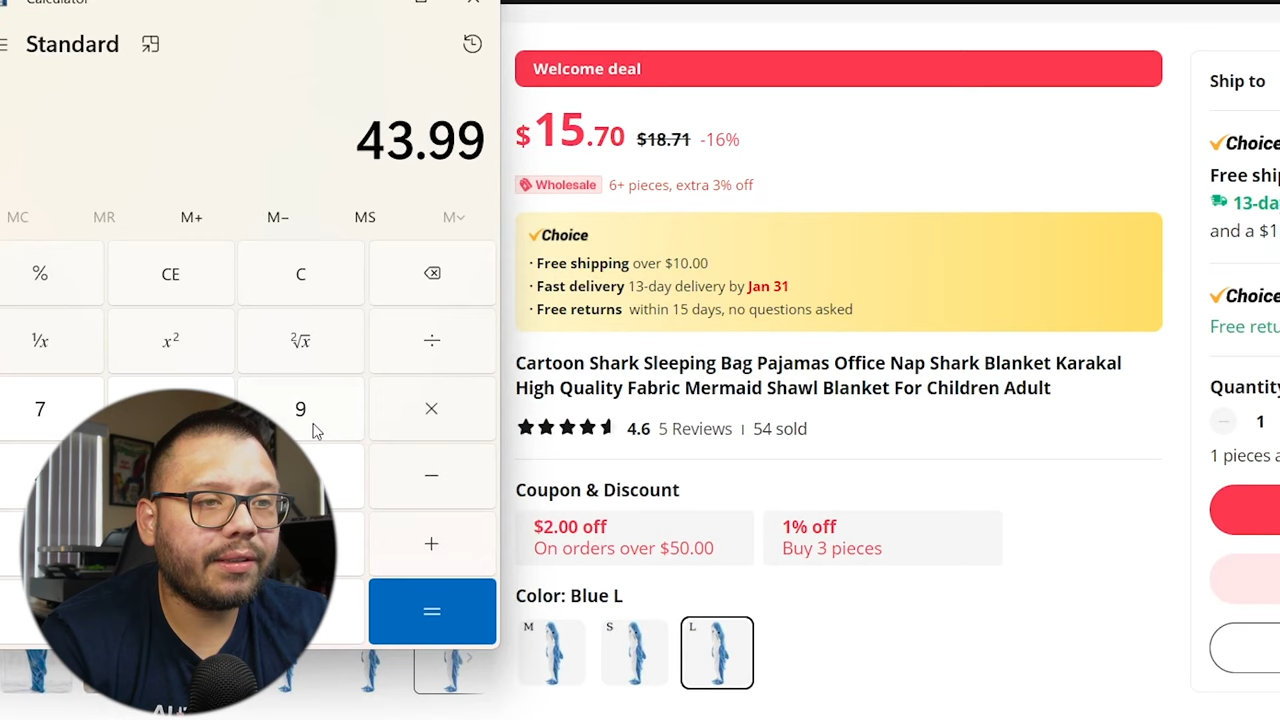 Calculator
Standard
43.99
MC MR M+ M− MS M
% CE C
¹/x x² ²√x ÷
7 9 ×
−
+
=
Welcome deal
$15.70 $18.71 -16%
Wholesale 6+ pieces, extra 3% off
Choice
· Free shipping over $10.00
· Fast delivery 13-day delivery by Jan 31
· Free returns within 15 days, no questions asked
Cartoon Shark Sleeping Bag Pajamas Office Nap Shark Blanket Karakal
High Quality Fabric Mermaid Shawl Blanket For Children Adult
4.6 5 Reviews 54 sold
Coupon & Discount
$2.00 off
On orders over $50.00
1% off
Buy 3 pieces
Color: Blue L
M S L
Ship to
Choice
Free ship
13-da
and a $1
Choice
Free retu
Quantity
1
1 pieces a